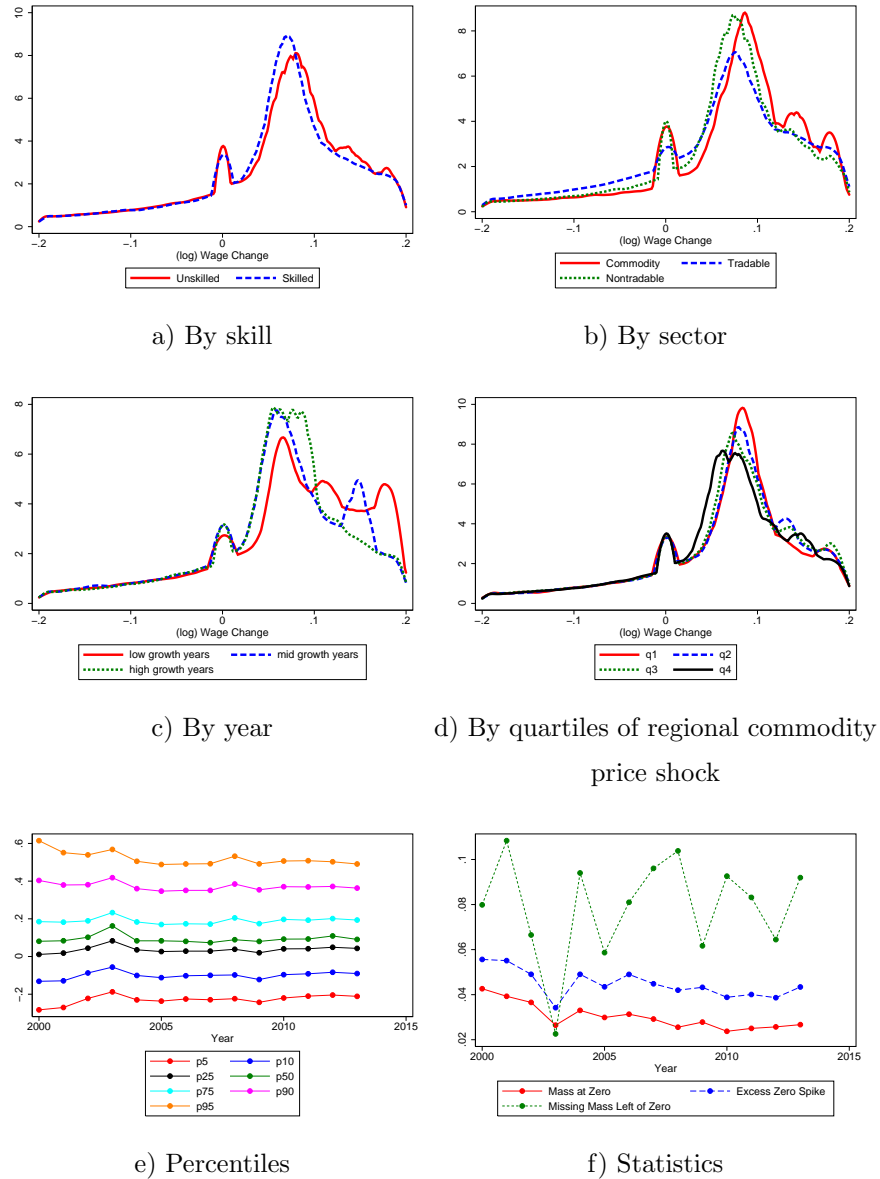 10
8
6
4
2
0
−.2 −.1 0 .1 .2
(log) Wage Change
Unskilled Skilled
a) By skill
8
6
4
2
0
−.2 −.1 0 .1 .2
(log) Wage Change
Commodity Tradable
Nontradable
b) By sector
8
6
4
2
0
−.2 −.1 0 .1 .2
(log) Wage Change
low growth years mid growth years
high growth years
c) By year
10
8
6
4
2
0
−.2 −.1 0 .1 .2
(log) Wage Change
q1 q2
q3 q4
d) By quartiles of regional commodity
price shock
.6
.4
.2
0
−.2
2000 2005 2010 2015
Year
p5 p10
p25 p50
p75 p90
p95
e) Percentiles
.1
.08
.06
.04
.02
2000 2005 2010 2015
Year
Mass at Zero Excess Zero Spike
Missing Mass Left of Zero
f) Statistics